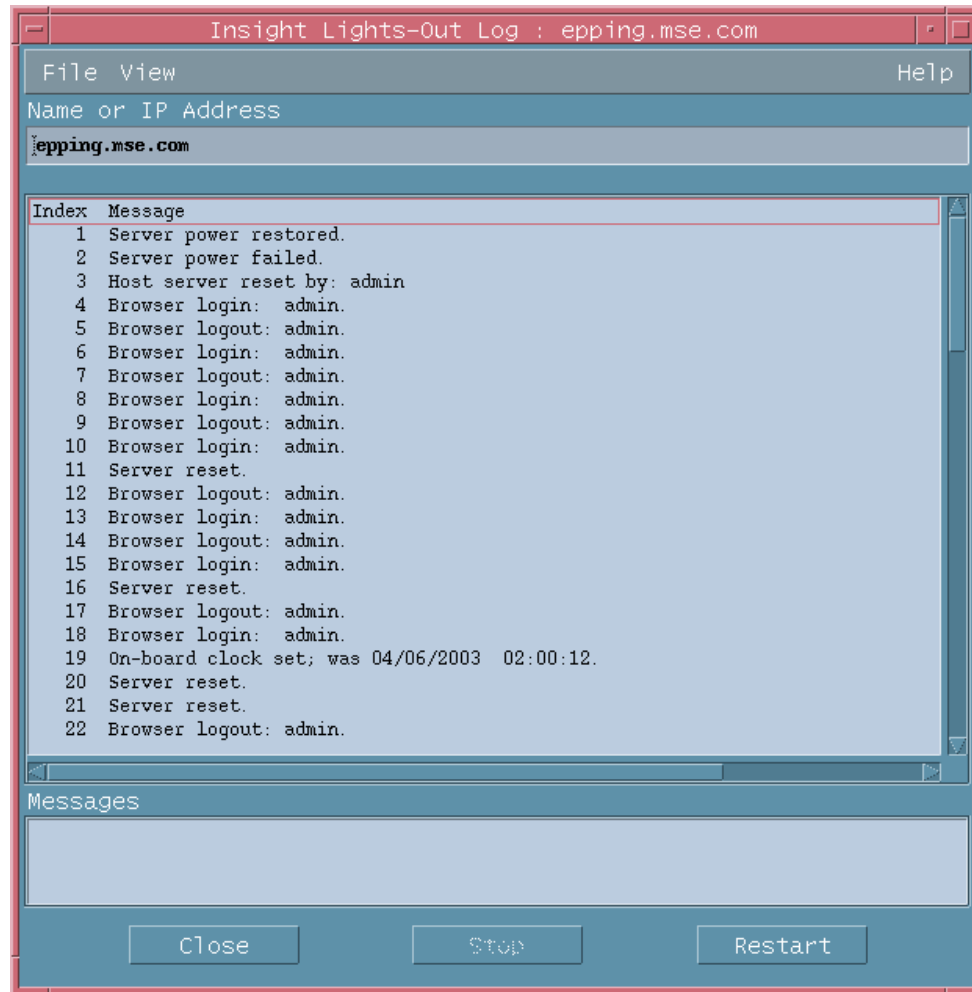 Insight Lights-Out Log : epping.mse.com
File View Help
Name or IP Address
epping.mse.com
Index Message
1 Server power restored.
2 Server power failed.
3 Host server reset by: admin
4 Browser login:  admin.
5 Browser logout: admin.
6 Browser login:  admin.
7 Browser logout: admin.
8 Browser login:  admin.
9 Browser logout: admin.
10 Browser login:  admin.
11 Server reset.
12 Browser logout: admin.
13 Browser login:  admin.
14 Browser logout: admin.
15 Browser login:  admin.
16 Server reset.
17 Browser logout: admin.
18 Browser login:  admin.
19 On-board clock set; was 04/06/2003  02:00:12.
20 Server reset.
21 Server reset.
22 Browser logout: admin.
Messages
Close Stop Restart